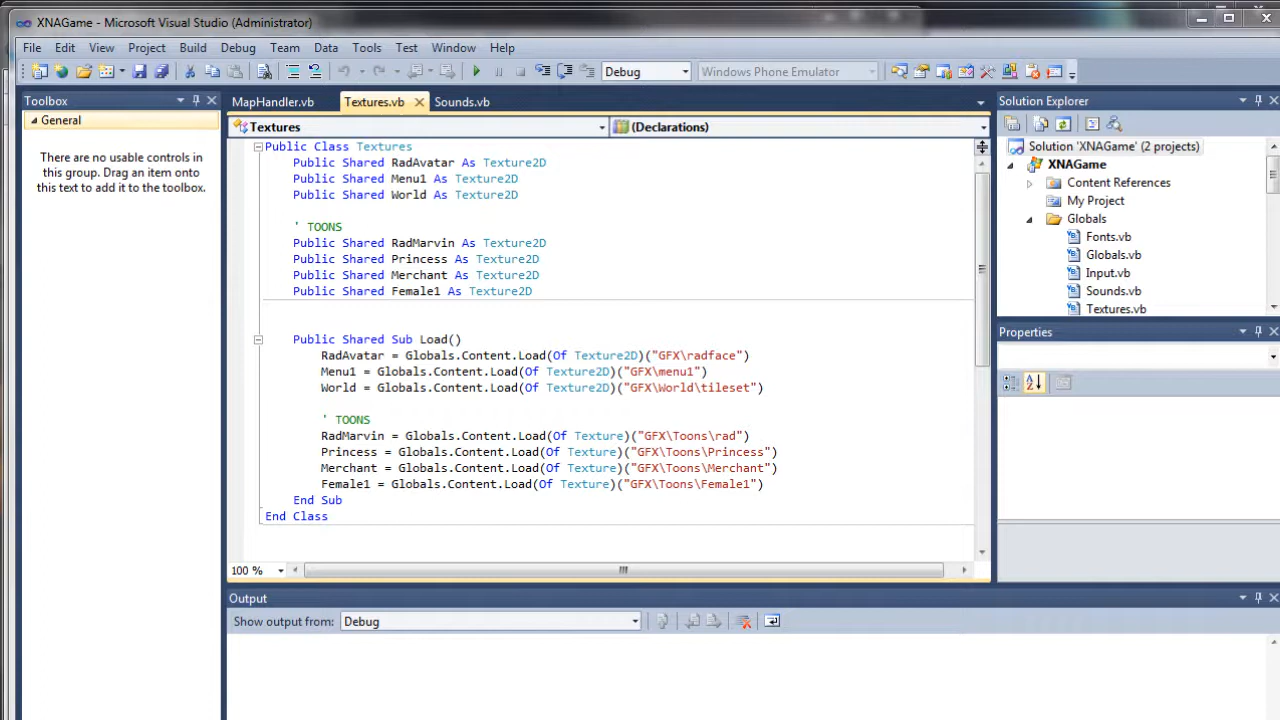 XNAGame - Microsoft Visual Studio (Administrator)
File Edit View Project Build Debug Team Data Tools Test Window Help
Debug
Windows Phone Emulator
Toolbox
General
There are no usable controls in
this group. Drag an item onto
this text to add it to the toolbox.
MapHandler.vb Textures.vb Sounds.vb
Textures (Declarations)
Public Class Textures
Public Shared RadAvatar As Texture2D
Public Shared Menu1 As Texture2D
Public Shared World As Texture2D
' TOONS
Public Shared RadMarvin As Texture2D
Public Shared Princess As Texture2D
Public Shared Merchant As Texture2D
Public Shared Female1 As Texture2D
Public Shared Sub Load()
RadAvatar = Globals.Content.Load(Of Texture2D)("GFX\radface")
Menu1 = Globals.Content.Load(Of Texture2D)("GFX\menu1")
World = Globals.Content.Load(Of Texture2D)("GFX\World\tileset")
' TOONS
RadMarvin = Globals.Content.Load(Of Texture)("GFX\Toons\rad")
Princess = Globals.Content.Load(Of Texture)("GFX\Toons\Princess")
Merchant = Globals.Content.Load(Of Texture)("GFX\Toons\Merchant")
Female1 = Globals.Content.Load(Of Texture)("GFX\Toons\Female1")
End Sub
End Class
100 %
Solution Explorer
Solution 'XNAGame' (2 projects)
XNAGame
Content References
My Project
Globals
Fonts.vb
Globals.vb
Input.vb
Sounds.vb
Textures.vb
Properties
Output
Show output from: Debug